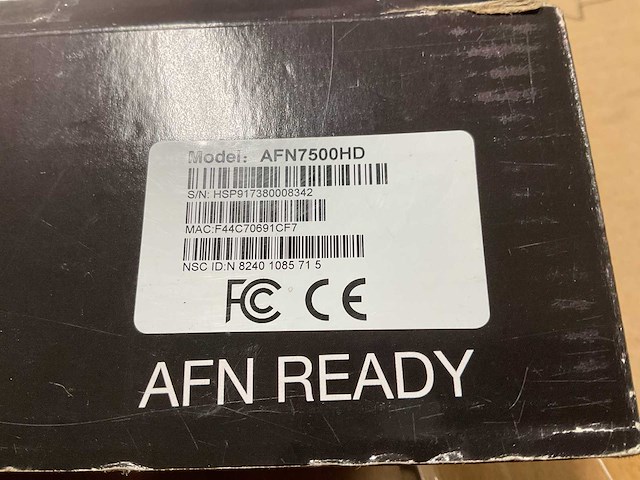 Model: AFN7500HD
S/N: HSP917380008342
MAC:F44C70691CF7
NSC ID:N 8240 1085 71 5
FC CE
AFN READY